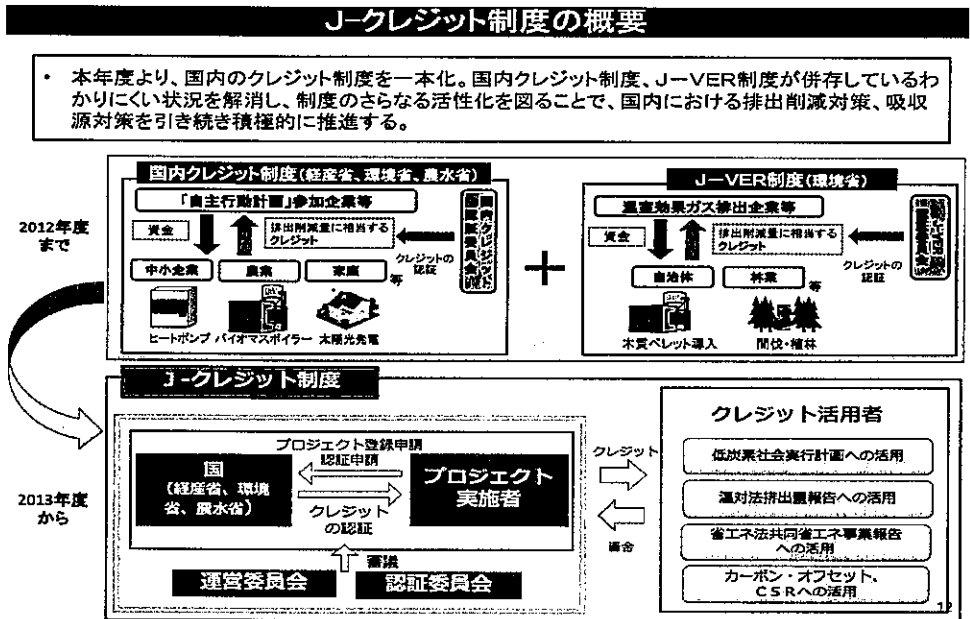 J-クレジット制度の概要
・ 本年度より、国内のクレジット制度を一本化。国内クレジット制度、J-VER制度が併存しているわ
かりにくい状況を解消し、制度のさらなる活性化を図ることで、国内における排出削減対策、吸収
源対策を引き続き積極的に推進する。
2012年度
まで
国内クレジット制度(経産省、環境省、農水省)
「自主行動計画」参加企業等
資金
排出削減量に相当する
クレジット
クレジットの
認証
国内クレジット
認証委員会
中小企業
農業
家庭
等
ヒートポンプ
バイオマスボイラー
太陽光発電
+
J-VER制度(環境省)
温室効果ガス排出企業等
資金
排出削減量に相当する
クレジット
クレジットの
認証
自治体
林業
等
木質ペレット導入
間伐・植林
2013年度
から
J-クレジット制度
プロジェクト登録申請
認証申請
国
(経産省、環境
省、農水省)
プロジェクト
実施者
クレジット
の認証
審議
運営委員会
認証委員会
クレジット
資金
クレジット活用者
低炭素社会実行計画への活用
温対法排出量報告への活用
省エネ法共同省エネ事業報告
への活用
カーボン・オフセット、
CSRへの活用